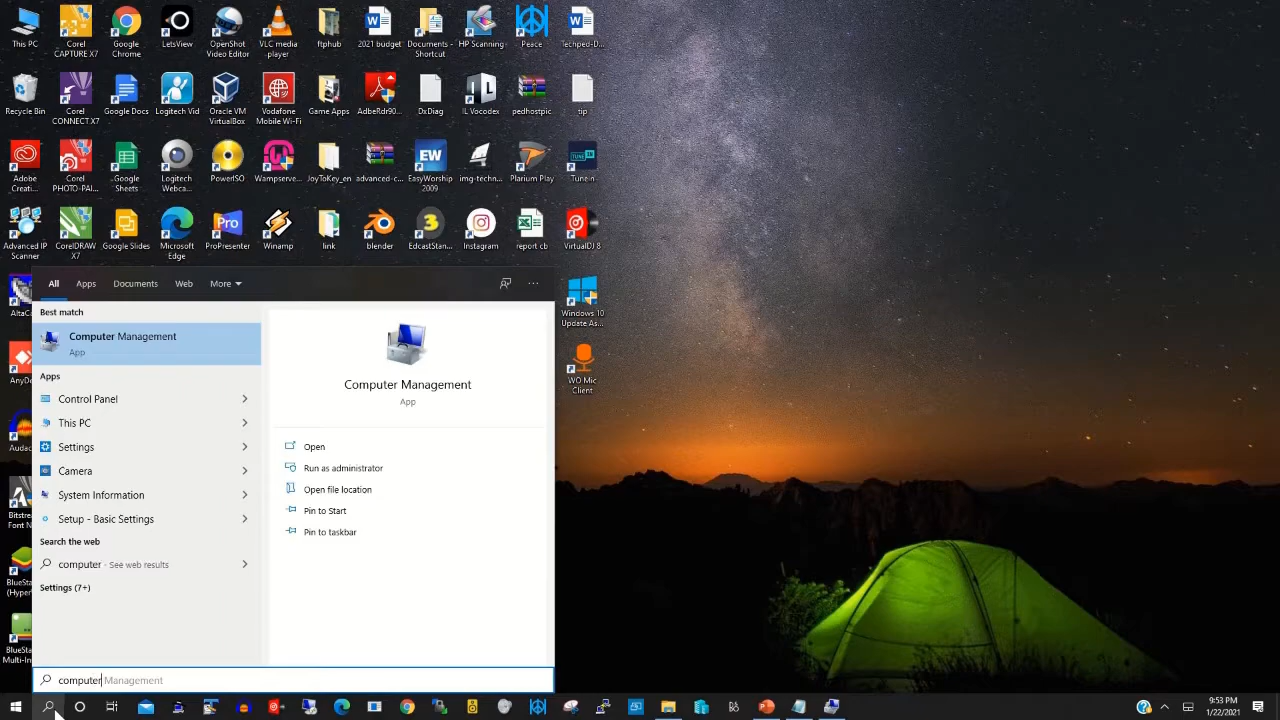 This PC
Corel
CAPTURE X7
Google
Chrome
LetsView
OpenShot
Video Editor
VLC media
player
ftphub
2021 budget
Documents -
Shortcut
HP Scanning
Peace
Techped-D...
Recycle Bin
Corel
CONNECT X7
Google Docs
Logitech Vid
Oracle VM
VirtualBox
Vodafone
Mobile Wi-Fi
Game Apps
AdbeRdr90...
DxDiag
IL Vocodex
pedhostpic
tip
Adobe
Creati...
Corel
PHOTO-PAI...
Google
Sheets
Logitech
Webca...
PowerISO
Wampserve...
JoyToKey_en
advanced-c...
EasyWorship
2009
img-techn...
Plarium Play
Tunein
Advanced IP
Scanner
CorelDRAW
X7
Google Slides
Microsoft
Edge
ProPresenter
Winamp
link
blender
EdcastStan...
Instagram
report cb
VirtualDJ 8
Windows 10
Update As...
WO Mic
Client
All
Apps
Documents
Web
More
Best match
Computer Management
App
Apps
Control Panel
This PC
Settings
Camera
System Information
Setup - Basic Settings
Search the web
computer - See web results
Settings (7+)
Computer Management
App
Open
Run as administrator
Open file location
Pin to Start
Pin to taskbar
computer Management
9:53 PM
1/22/2021